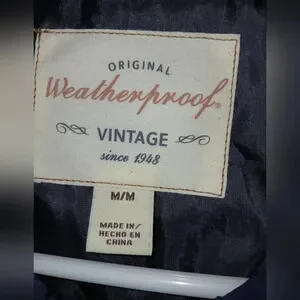 ORIGINAL
Weatherproof
VINTAGE
since 1948
M/M
MADE IN/
HECHO EN
CHINA